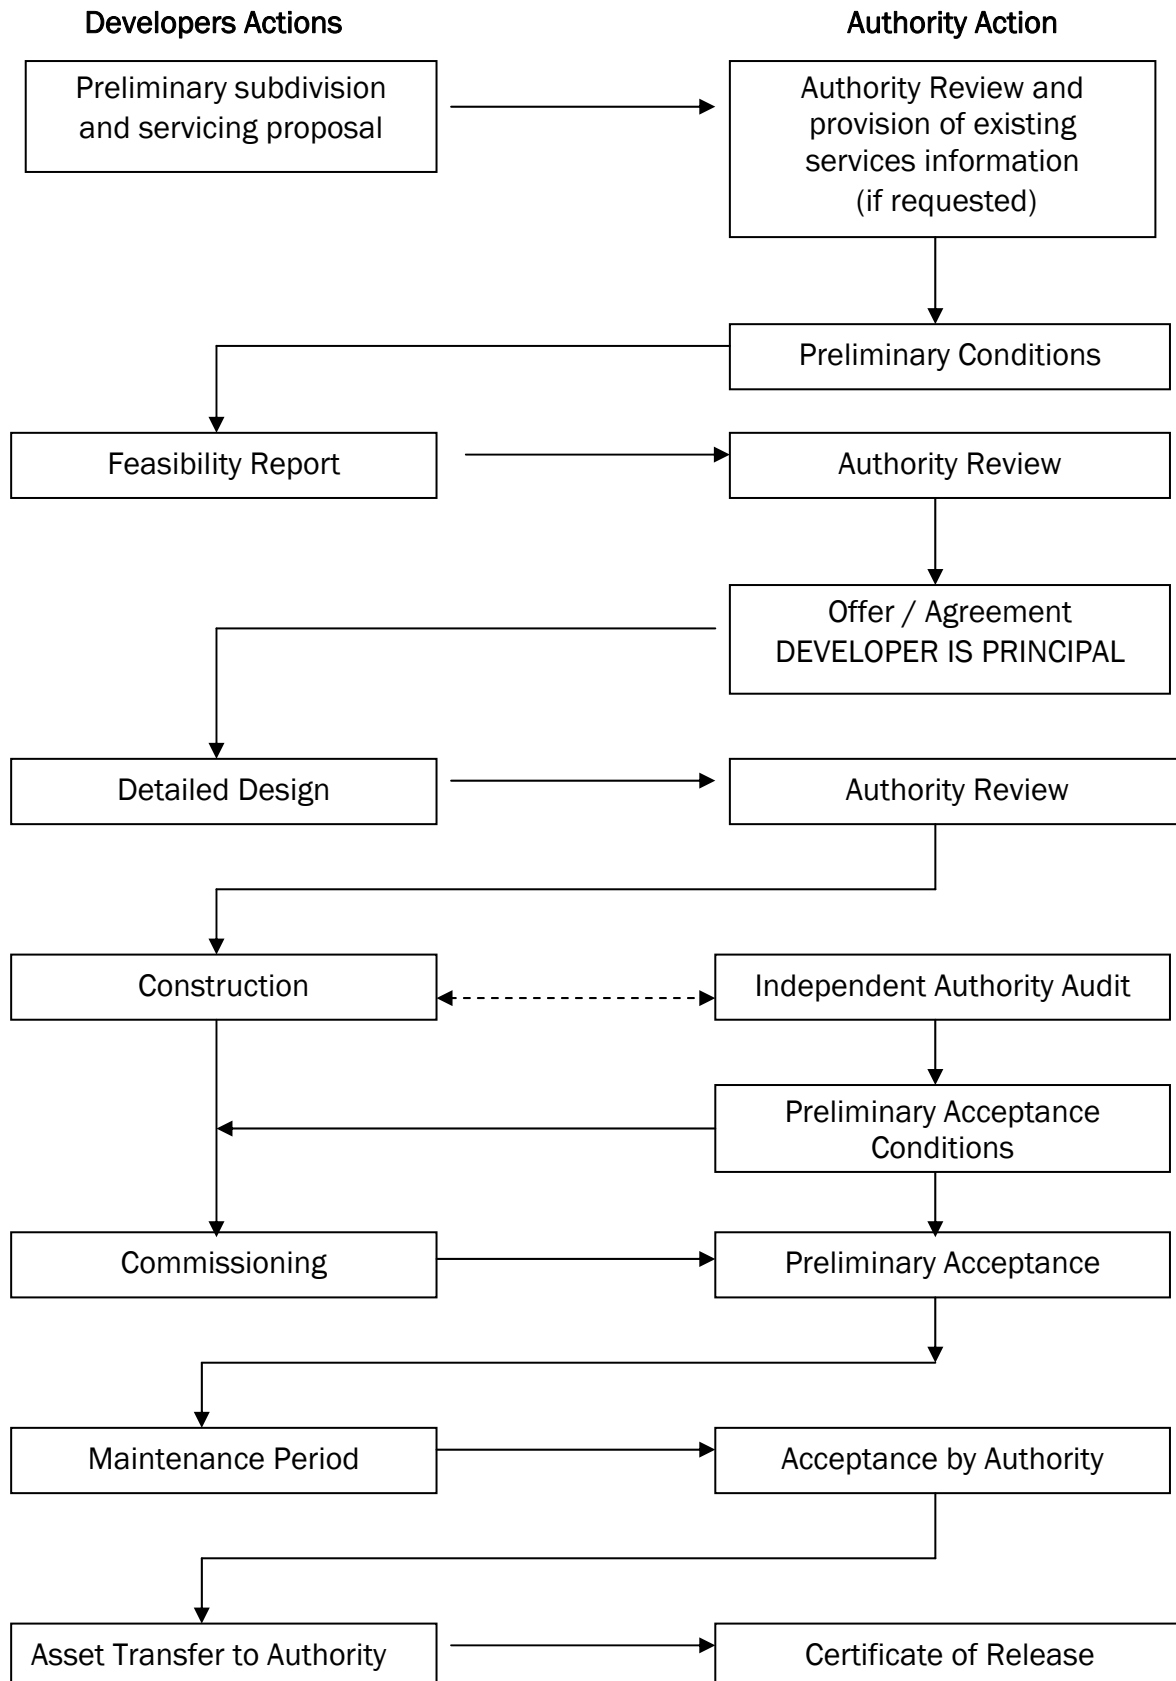 Developers Actions
Authority Action
Preliminary subdivision
and servicing proposal
Authority Review and
provision of existing
services information
(if requested)
Preliminary Conditions
Feasibility Report
Authority Review
Offer / Agreement
DEVELOPER IS PRINCIPAL
Detailed Design
Authority Review
Construction
Independent Authority Audit
Preliminary Acceptance
Conditions
Commissioning
Preliminary Acceptance
Maintenance Period
Acceptance by Authority
Asset Transfer to Authority
Certificate of Release